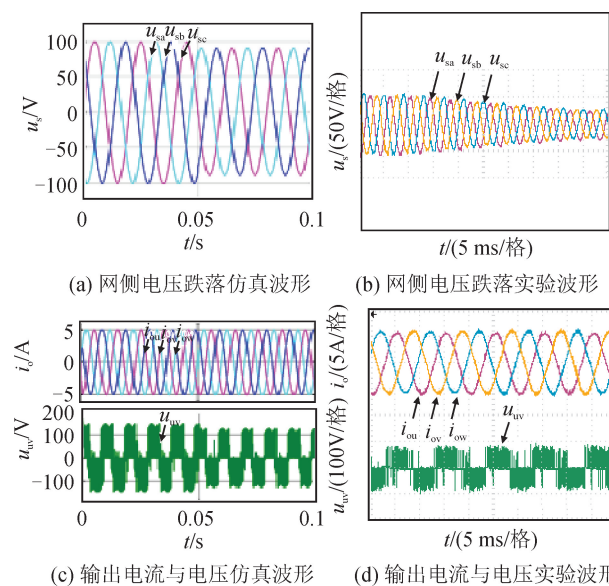 u_sa u_sb u_sc
100
50
0
−50
−100
u_s/V
0 0.05 0.1
t/s
(a) 网侧电压跌落仿真波形
u_sa u_sb u_sc
u_s/(50V/格)
t/(5 ms/格)
(b) 网侧电压跌落实验波形
5
0
−5
i_o/A
i_ou i_ov i_ow
200
100
0
−100
u_uv/V
u_uv
0 0.05 0.1
t/s
(c) 输出电流与电压仿真波形
i_o/(5A/格)
i_ou i_ov i_ow
u_uv
u_uv/(100V/格)
t/(5 ms/格)
(d) 输出电流与电压实验波形